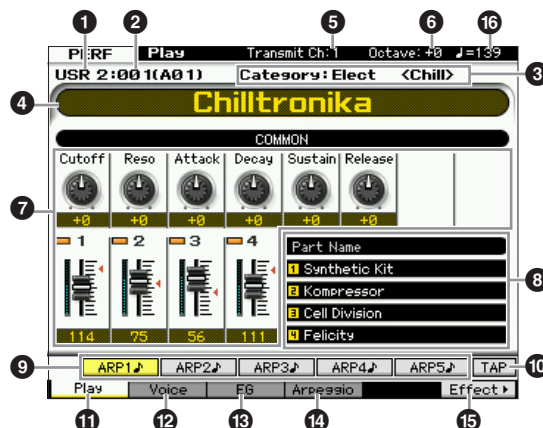 1 2 5 6 16
PERF Play Transmit Ch:1 Octave:+0 ♩=139
USR 2:001(A01) Category:Elect <Chill> 3
4 Chilltronika
COMMON
Cutoff Reso Attack Decay Sustain Release
7 +0 +0 +0 +0 +0 +0
1 2 3 4 Part Name
1 Synthetic Kit 8
2 Kompressor
3 Cell Division
4 Felicity
114 75 56 111
9 ARP1♪ ARP2♪ ARP3♪ ARP4♪ ARP5♪ TAP 10
Play Voice EG Arpeggio Effect▶
11 12 13 14 15